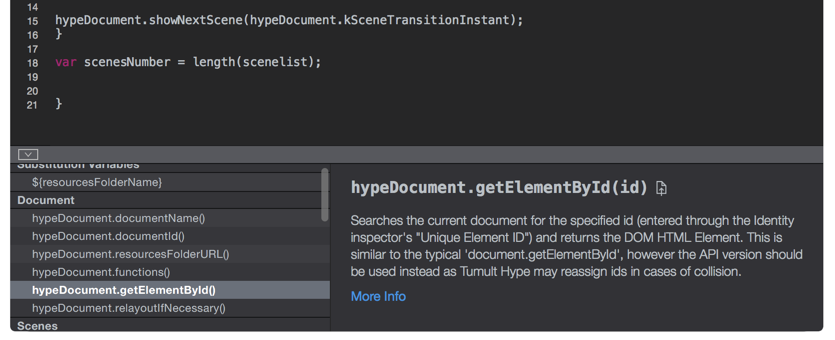 14
15 hypeDocument.showNextScene(hypeDocument.kSceneTransitionInstant);
16 }
17
18 var scenesNumber = length(scenelist);
19
20
21 }
Substitution Variables
${resourcesFolderName}
Document
hypeDocument.documentName()
hypeDocument.documentId()
hypeDocument.resourcesFolderURL()
hypeDocument.functions()
hypeDocument.getElementById()
hypeDocument.relayoutIfNecessary()
Scenes
hypeDocument.getElementById(id)
Searches the current document for the specified id (entered through the Identity
inspector's "Unique Element ID") and returns the DOM HTML Element. This is
similar to the typical 'document.getElementById', however the API version should
be used instead as Tumult Hype may reassign ids in cases of collision.
More Info